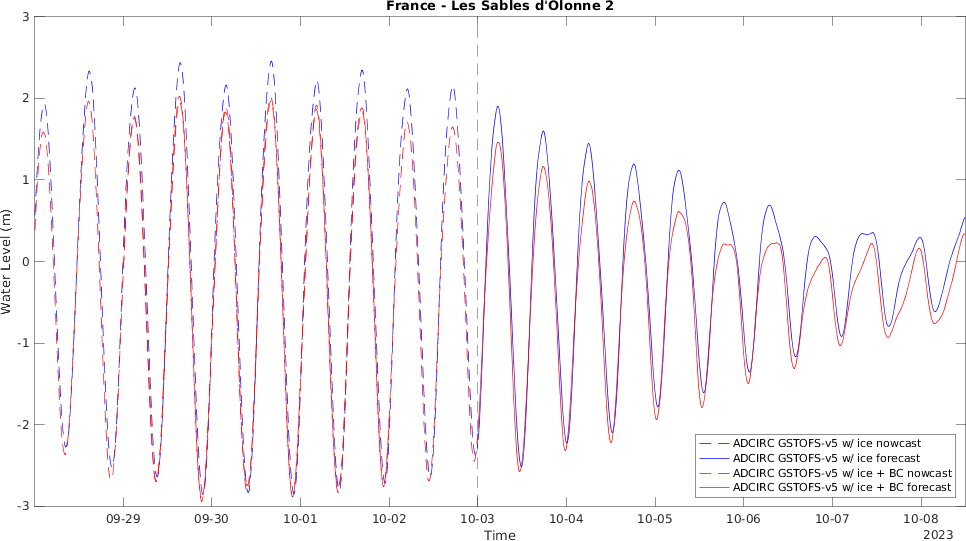 France - Les Sables d'Olonne 2
3
2
1
0
-1
-2
-3
Water Level (m)
ADCIRC GSTOFS-v5 w/ ice nowcast
ADCIRC GSTOFS-v5 w/ ice forecast
ADCIRC GSTOFS-v5 w/ ice + BC nowcast
ADCIRC GSTOFS-v5 w/ ice + BC forecast
09-29 09-30 10-01 10-02 10-03 10-04 10-05 10-06 10-07 10-08
Time
2023